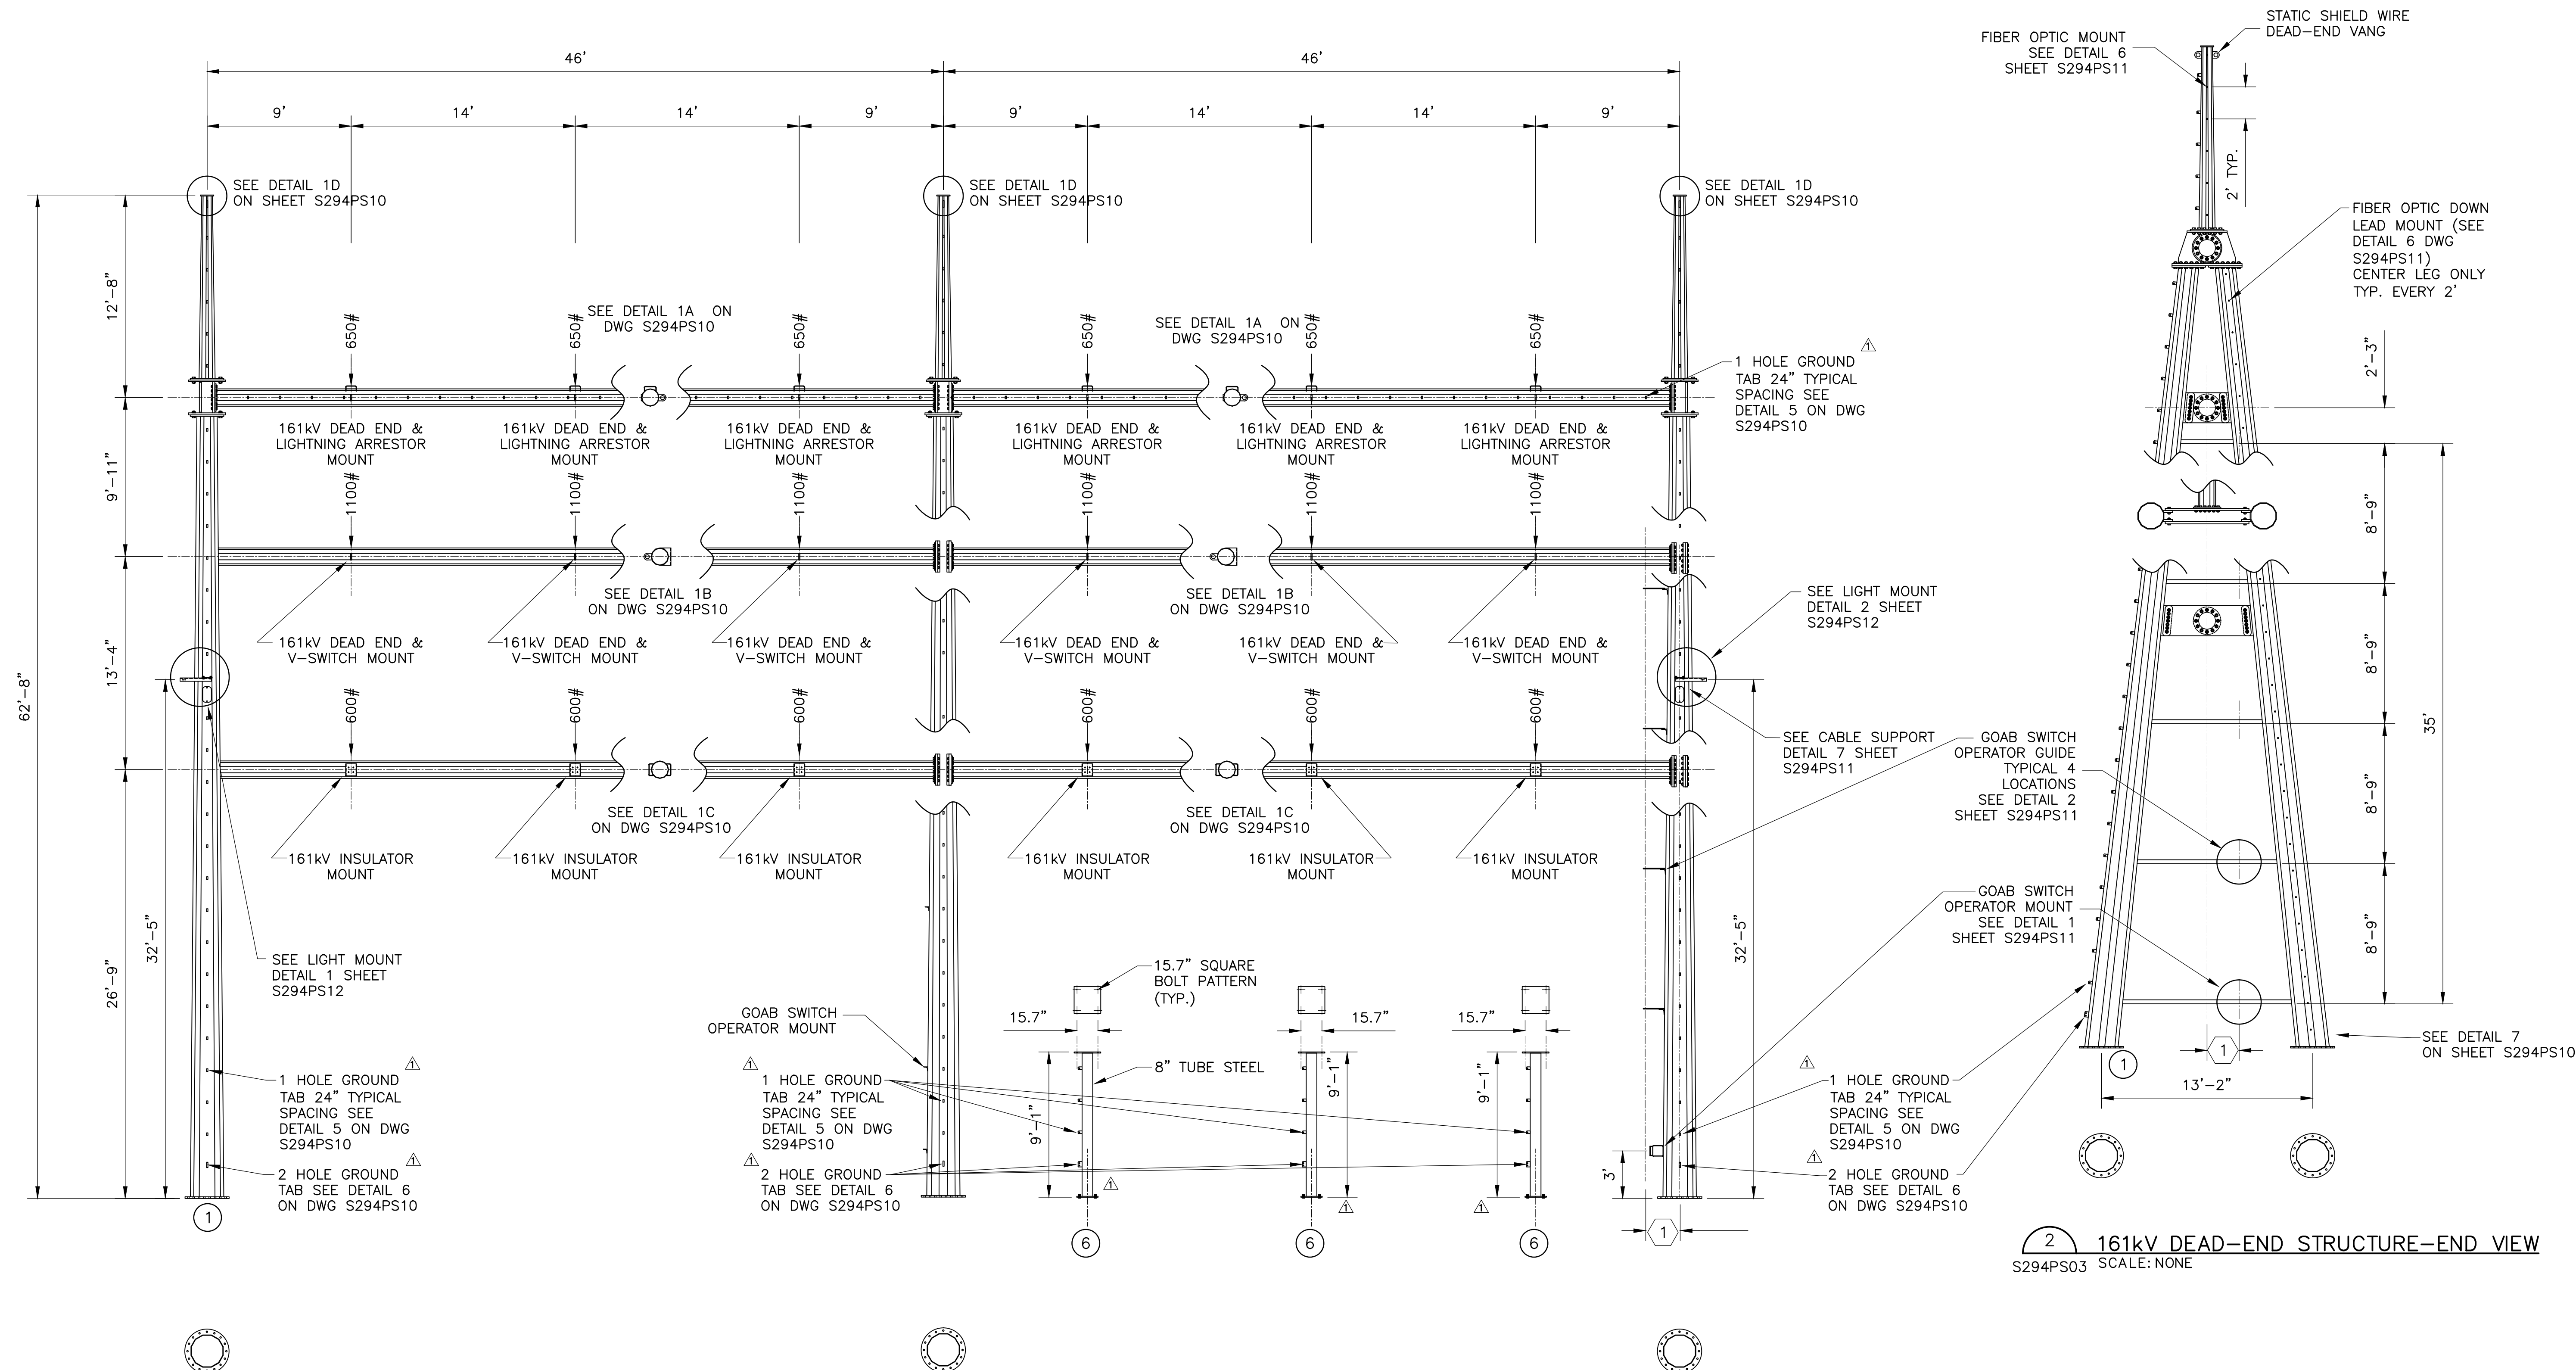 46'
46'
9'
14'
14'
9'
9'
14'
14'
9'
SEE DETAIL 1D
ON SHEET S294PS10
SEE DETAIL 1D
ON SHEET S294PS10
SEE DETAIL 1D
ON SHEET S294PS10
62'-8"
12'-8"
9'-11"
13'-4"
26'-9"
32'-5"
SEE DETAIL 1A ON
DWG S294PS10
SEE DETAIL 1A ON
DWG S294PS10
650#
650#
650#
650#
650#
650#
1 HOLE GROUND
TAB 24" TYPICAL
SPACING SEE
DETAIL 5 ON DWG
S294PS10
1
161kV DEAD END &
LIGHTNING ARRESTOR
MOUNT
161kV DEAD END &
LIGHTNING ARRESTOR
MOUNT
161kV DEAD END &
LIGHTNING ARRESTOR
MOUNT
161kV DEAD END &
LIGHTNING ARRESTOR
MOUNT
161kV DEAD END &
LIGHTNING ARRESTOR
MOUNT
161kV DEAD END &
LIGHTNING ARRESTOR
MOUNT
1100#
1100#
1100#
1100#
1100#
1100#
SEE DETAIL 1B
ON DWG S294PS10
SEE DETAIL 1B
ON DWG S294PS10
161kV DEAD END &
V-SWITCH MOUNT
161kV DEAD END &
V-SWITCH MOUNT
161kV DEAD END &
V-SWITCH MOUNT
161kV DEAD END &
V-SWITCH MOUNT
161kV DEAD END &
V-SWITCH MOUNT
161kV DEAD END &
V-SWITCH MOUNT
SEE LIGHT MOUNT
DETAIL 2 SHEET
S294PS12
600#
600#
600#
600#
600#
600#
SEE CABLE SUPPORT
DETAIL 7 SHEET
S294PS11
SEE DETAIL 1C
ON DWG S294PS10
SEE DETAIL 1C
ON DWG S294PS10
161kV INSULATOR
MOUNT
161kV INSULATOR
MOUNT
161kV INSULATOR
MOUNT
161kV INSULATOR
MOUNT
161kV INSULATOR
MOUNT
161kV INSULATOR
MOUNT
SEE LIGHT MOUNT
DETAIL 1 SHEET
S294PS12
32'-5"
15.7" SQUARE
BOLT PATTERN
(TYP.)
GOAB SWITCH
OPERATOR MOUNT
15.7"
15.7"
15.7"
8" TUBE STEEL
9'-1"
9'-1"
9'-1"
1 HOLE GROUND
TAB 24" TYPICAL
SPACING SEE
DETAIL 5 ON DWG
S294PS10
1
2 HOLE GROUND
TAB SEE DETAIL 6
ON DWG S294PS10
1
1
1 HOLE GROUND
TAB 24" TYPICAL
SPACING SEE
DETAIL 5 ON DWG
S294PS10
1
2 HOLE GROUND
TAB SEE DETAIL 6
ON DWG S294PS10
1
1
1
1
6
6
6
3'
1
1
1 HOLE GROUND
TAB 24" TYPICAL
SPACING SEE
DETAIL 5 ON DWG
S294PS10
1
2 HOLE GROUND
TAB SEE DETAIL 6
ON DWG S294PS10
FIBER OPTIC MOUNT
SEE DETAIL 6
SHEET S294PS11
STATIC SHIELD WIRE
DEAD-END VANG
2' TYP.
FIBER OPTIC DOWN
LEAD MOUNT (SEE
DETAIL 6 DWG
S294PS11)
CENTER LEG ONLY
TYP. EVERY 2'
2'-3"
8'-9"
8'-9"
8'-9"
8'-9"
35'
GOAB SWITCH
OPERATOR GUIDE
TYPICAL 4
LOCATIONS
SEE DETAIL 2
SHEET S294PS11
GOAB SWITCH
OPERATOR MOUNT
SEE DETAIL 1
SHEET S294PS11
SEE DETAIL 7
ON SHEET S294PS10
1
1
13'-2"
2
161kV DEAD-END STRUCTURE-END VIEW
S294PS03
SCALE: NONE